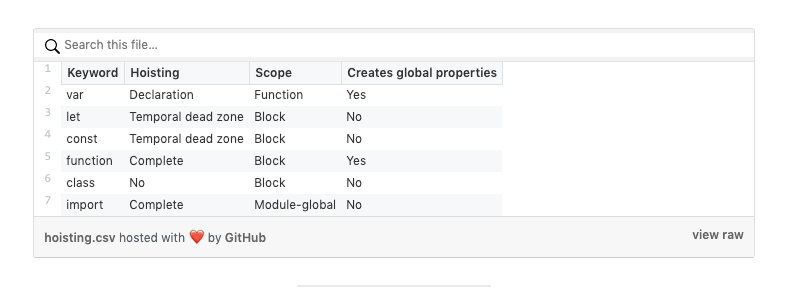 Search this file...
1 Keyword Hoisting Scope Creates global properties
2 var Declaration Function Yes
3 let Temporal dead zone Block No
4 const Temporal dead zone Block No
5 function Complete Block Yes
6 class No Block No
7 import Complete Module-global No
hoisting.csv hosted with ❤️ by GitHub view raw